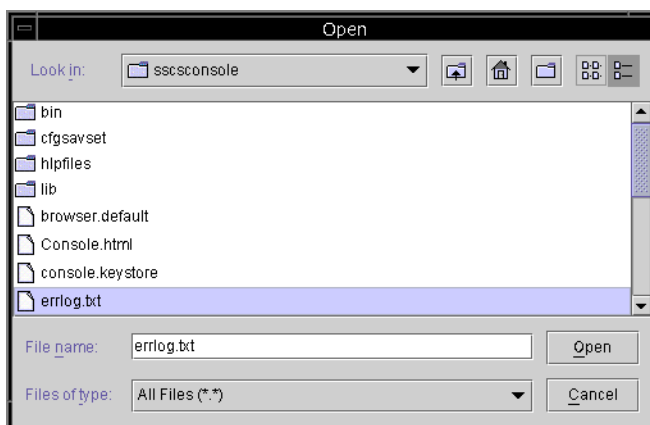 Open
Look in: sscsconsole
bin
cfgsavset
hlpfiles
lib
browser.default
Console.html
console.keystore
errlog.txt
File name: errlog.txt Open
Files of type: All Files (*.*) Cancel